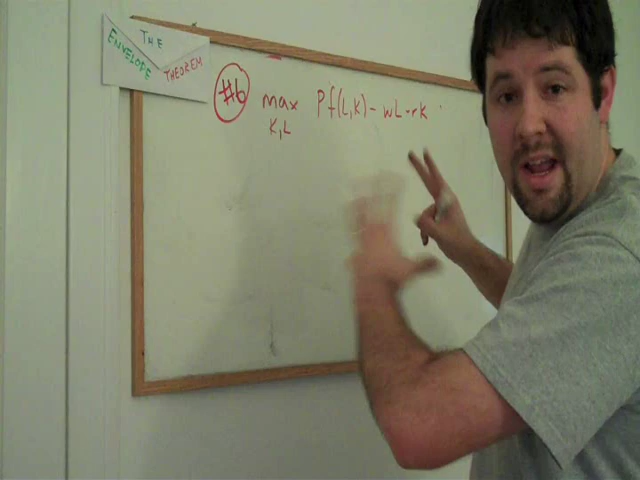 THE
ENVELOPE
THEOREM
#6 max Pf(L,K) - wL - rK
K,L